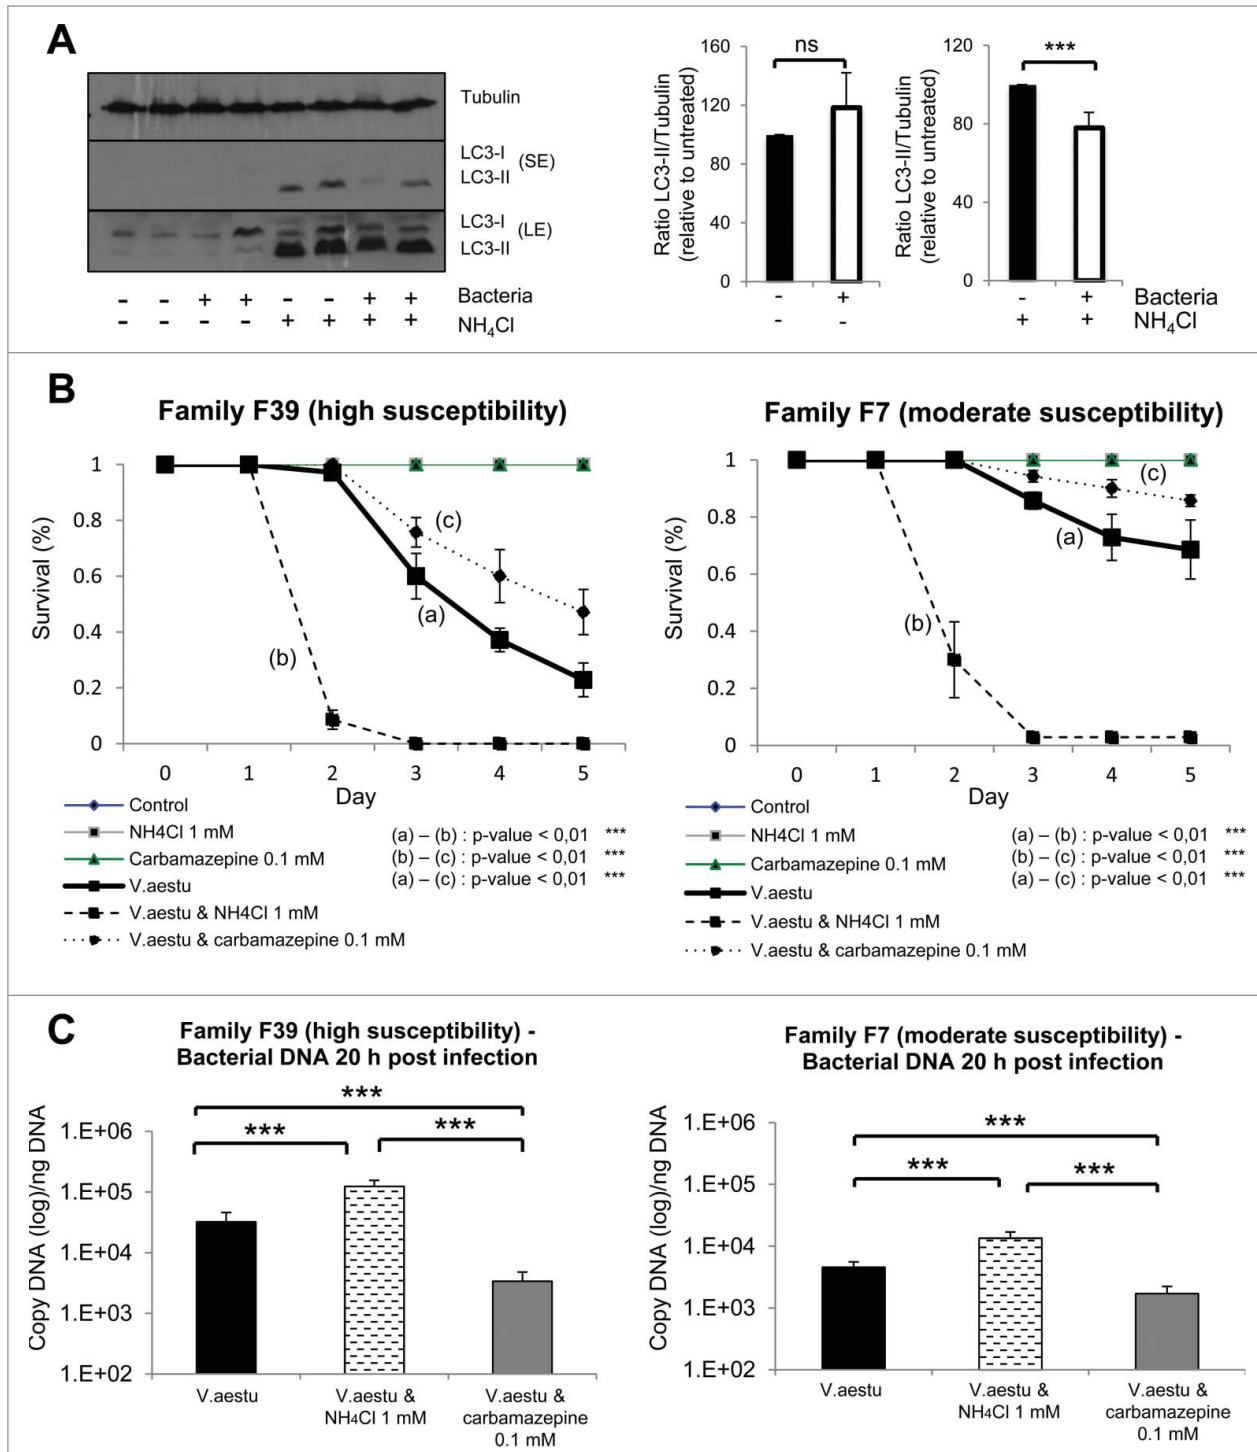 A
Tubulin
LC3-I
(SE)
LC3-II
LC3-I
(LE)
LC3-II
- - + + - - + + Bacteria
- - - - + + + + NH4Cl
Ratio LC3-II/Tubulin
(relative to untreated)
160
120
80
40
0
ns
- +
- -
Ratio LC3-II/Tubulin
(relative to untreated)
120
80
40
0
***
- + Bacteria
+ + NH4Cl
B
Family F39 (high susceptibility)
Survival (%)
1
0.8
0.6
0.4
0.2
0
(c)
(a)
(b)
0 1 2 3 4 5
Day
Control
NH4Cl 1 mM
Carbamazepine 0.1 mM
V.aestu
V.aestu & NH4Cl 1 mM
V.aestu & carbamazepine 0.1 mM
(a) – (b) : p-value < 0,01 ***
(b) – (c) : p-value < 0,01 ***
(a) – (c) : p-value < 0,01 ***
Family F7 (moderate susceptibility)
Survival (%)
1
0.8
0.6
0.4
0.2
0
(c)
(a)
(b)
0 1 2 3 4 5
Day
Control
NH4Cl 1 mM
Carbamazepine 0.1 mM
V.aestu
V.aestu & NH4Cl 1 mM
V.aestu & carbamazepine 0.1 mM
(a) – (b) : p-value < 0,01 ***
(b) – (c) : p-value < 0,01 ***
(a) – (c) : p-value < 0,01 ***
C
Family F39 (high susceptibility) -
Bacterial DNA 20 h post infection
Copy DNA (log)/ng DNA
1.E+06
1.E+05
1.E+04
1.E+03
1.E+02
***
*** ***
V.aestu
V.aestu &
NH4Cl 1 mM
V.aestu &
carbamazepine
0.1 mM
Family F7 (moderate susceptibility) -
Bacterial DNA 20 h post infection
Copy DNA (log)/ng DNA
1.E+06
1.E+05
1.E+04
1.E+03
1.E+02
***
*** ***
V.aestu
V.aestu &
NH4Cl 1 mM
V.aestu &
carbamazepine
0.1 mM